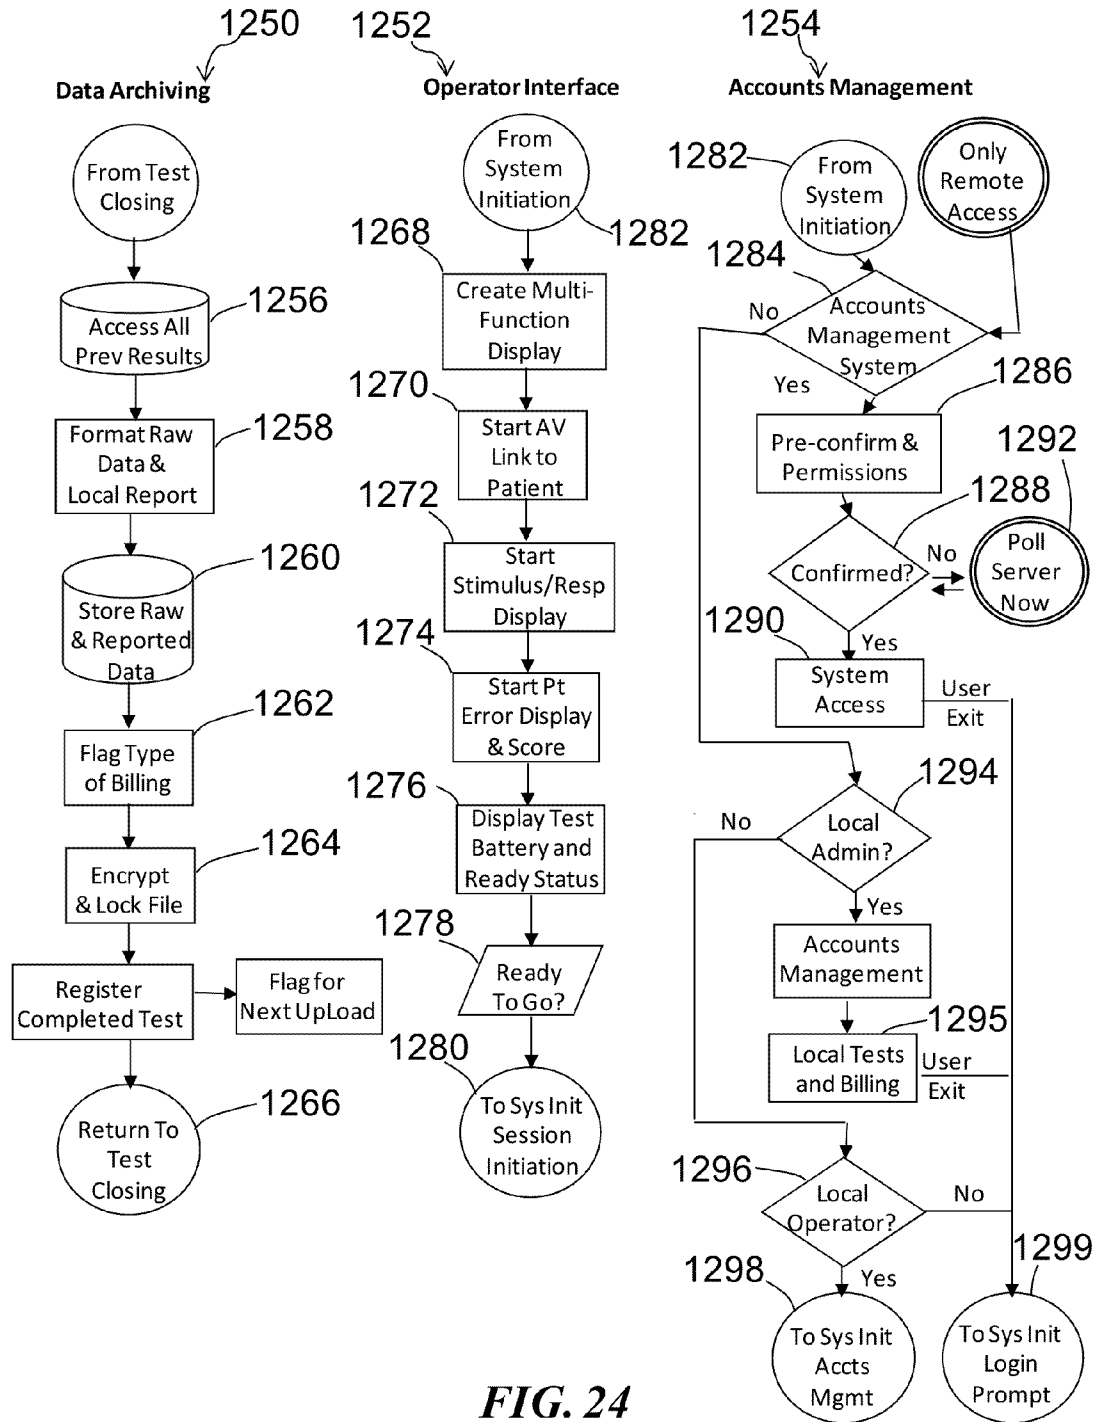 1250
Data Archiving
From Test
Closing
1256
Access All
Prev Results
1258
Format Raw
Data &
Local Report
1260
Store Raw
& Reported
Data
1262
Flag Type
of Billing
1264
Encrypt
& Lock File
Register
Completed Test
Flag for
Next UpLoad
1266
Return To
Test
Closing
1252
Operator Interface
From
System
Initiation
1282
1268
Create Multi-
Function
Display
1270
Start AV
Link to
Patient
1272
Start
Stimulus/Resp
Display
1274
Start Pt
Error Display
& Score
1276
Display Test
Battery and
Ready Status
1278
Ready
To Go?
1280
To Sys Init
Session
Initiation
1254
Accounts Management
1282
From
System
Initiation
Only
Remote
Access
1284
No
Accounts
Management
System
Yes
1286
Pre-confirm &
Permissions
1292
1288
Confirmed?
No
Poll
Server
Now
1290
Yes
System
Access
User
Exit
1294
No
Local
Admin?
Yes
Accounts
Management
1295
Local Tests
and Billing
User
Exit
1296
Local
Operator?
No
1298
Yes
1299
To Sys Init
Accts
Mgmt
To Sys Init
Login
Prompt
FIG. 24